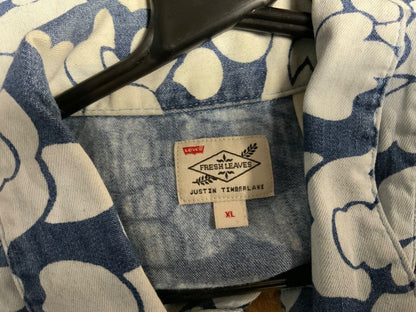 Levi's
FRESH LEAVES
JUSTIN TIMBERLAKE
XL